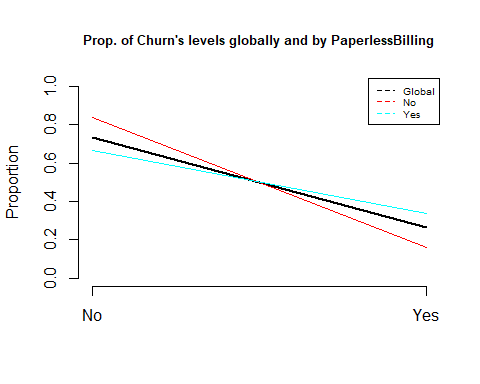 Prop. of Churn's levels globally and by PaperlessBilling
Global
No
Yes
Proportion
1.0
0.8
0.6
0.4
0.2
0.0
No
Yes